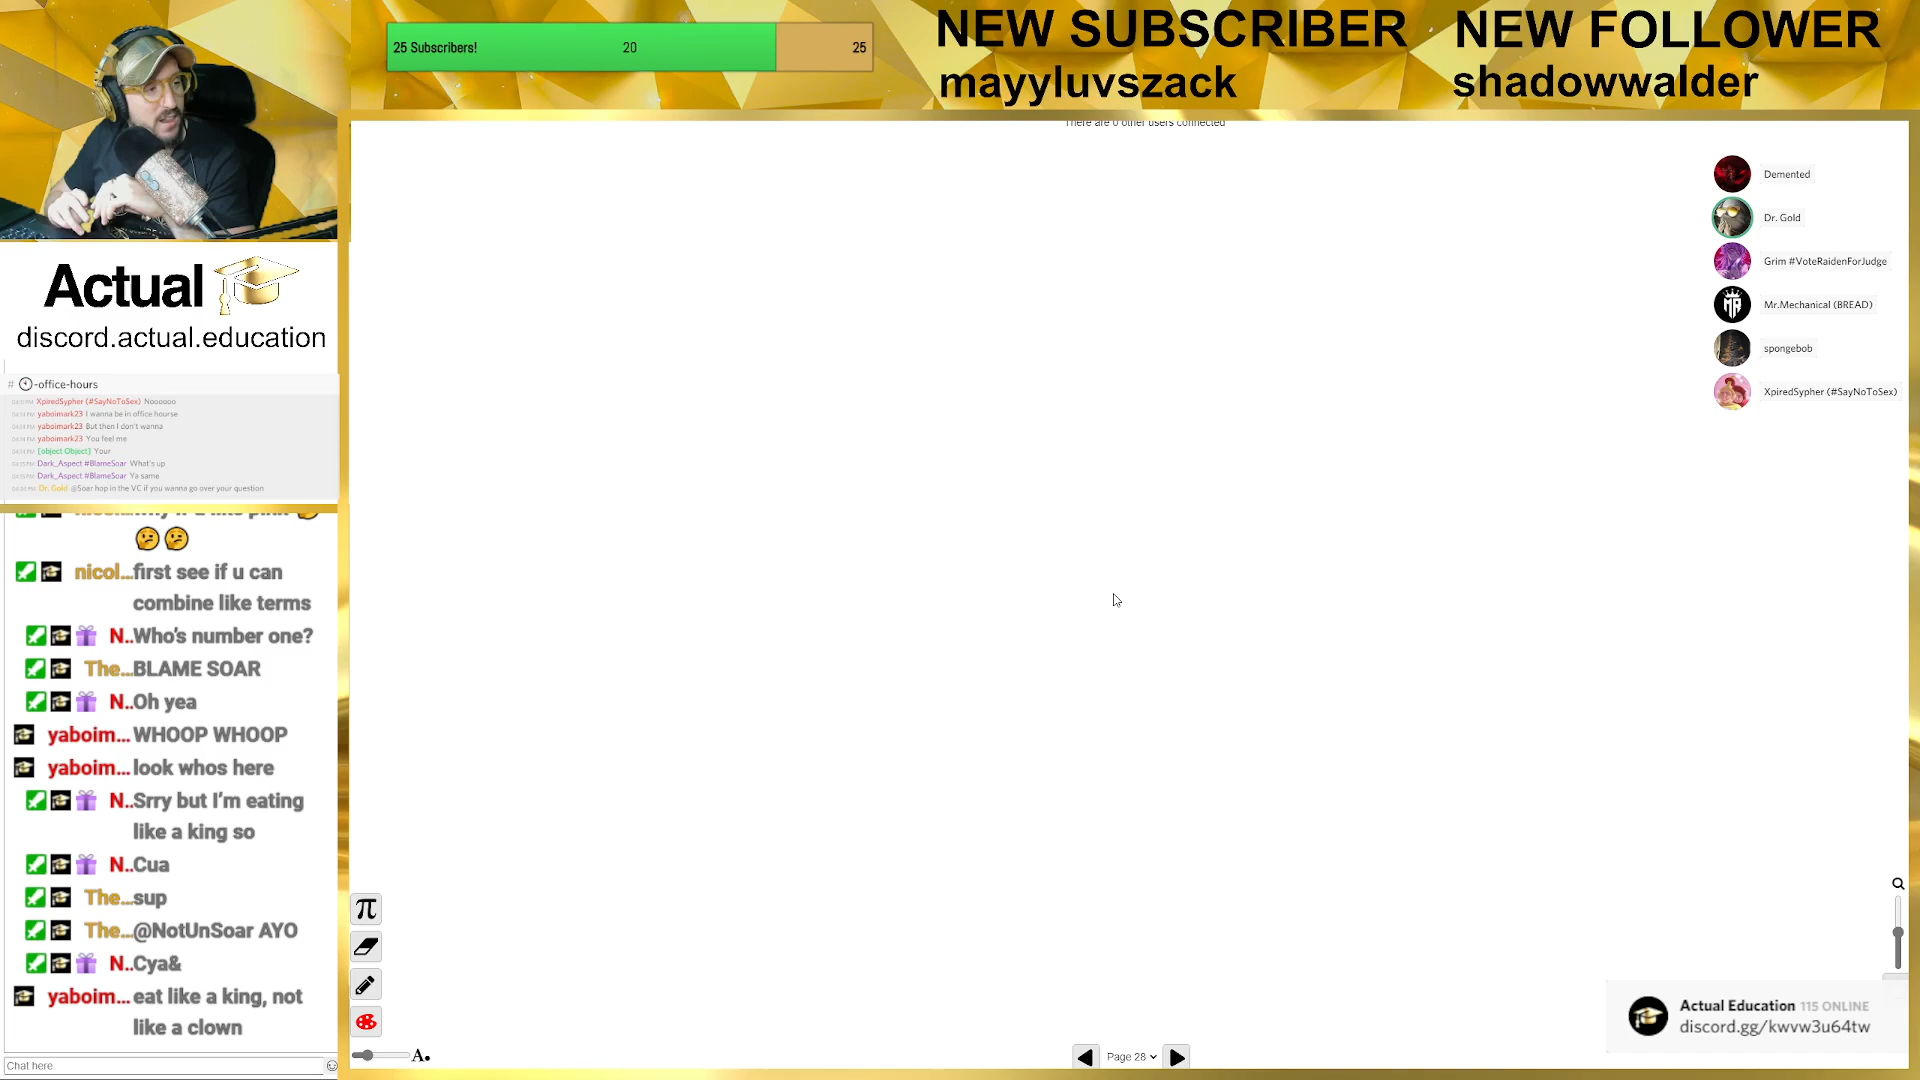 25 Subscribers! 20 25
NEW SUBSCRIBER
mayyluvszack
NEW FOLLOWER
shadowwalder
There are 0 other users connected
Demented
Dr. Gold
Grim #VoteRaidenForJudge
Mr.Mechanical (BREAD)
spongebob
XpiredSypher (#SayNoToSex)
Actual
discord.actual.education
# -office-hours
XpiredSypher (#SayNoToSex) Noooooo
yaboimark23 I wanna be in office hourse
yaboimark23 But then I don't wanna
yaboimark23 You feel me
[object Object] Your
Dark_Aspect #BlameSoar What's up
Dark_Aspect #BlameSoar Ya same
Dr. Gold @Soar hop in the VC if you wanna go over your question
nicol...first see if u can
combine like terms
N..Who's number one?
The...BLAME SOAR
N..Oh yea
yaboim...WHOOP WHOOP
yaboim...look whos here
N..Srry but I'm eating
like a king so
N..Cua
The...sup
The...@NotUnSoar AYO
N..Cya&
yaboim...eat like a king, not
like a clown
Chat here
π
A.
Page 28
Actual Education 115 ONLINE
discord.gg/kwvw3u64tw